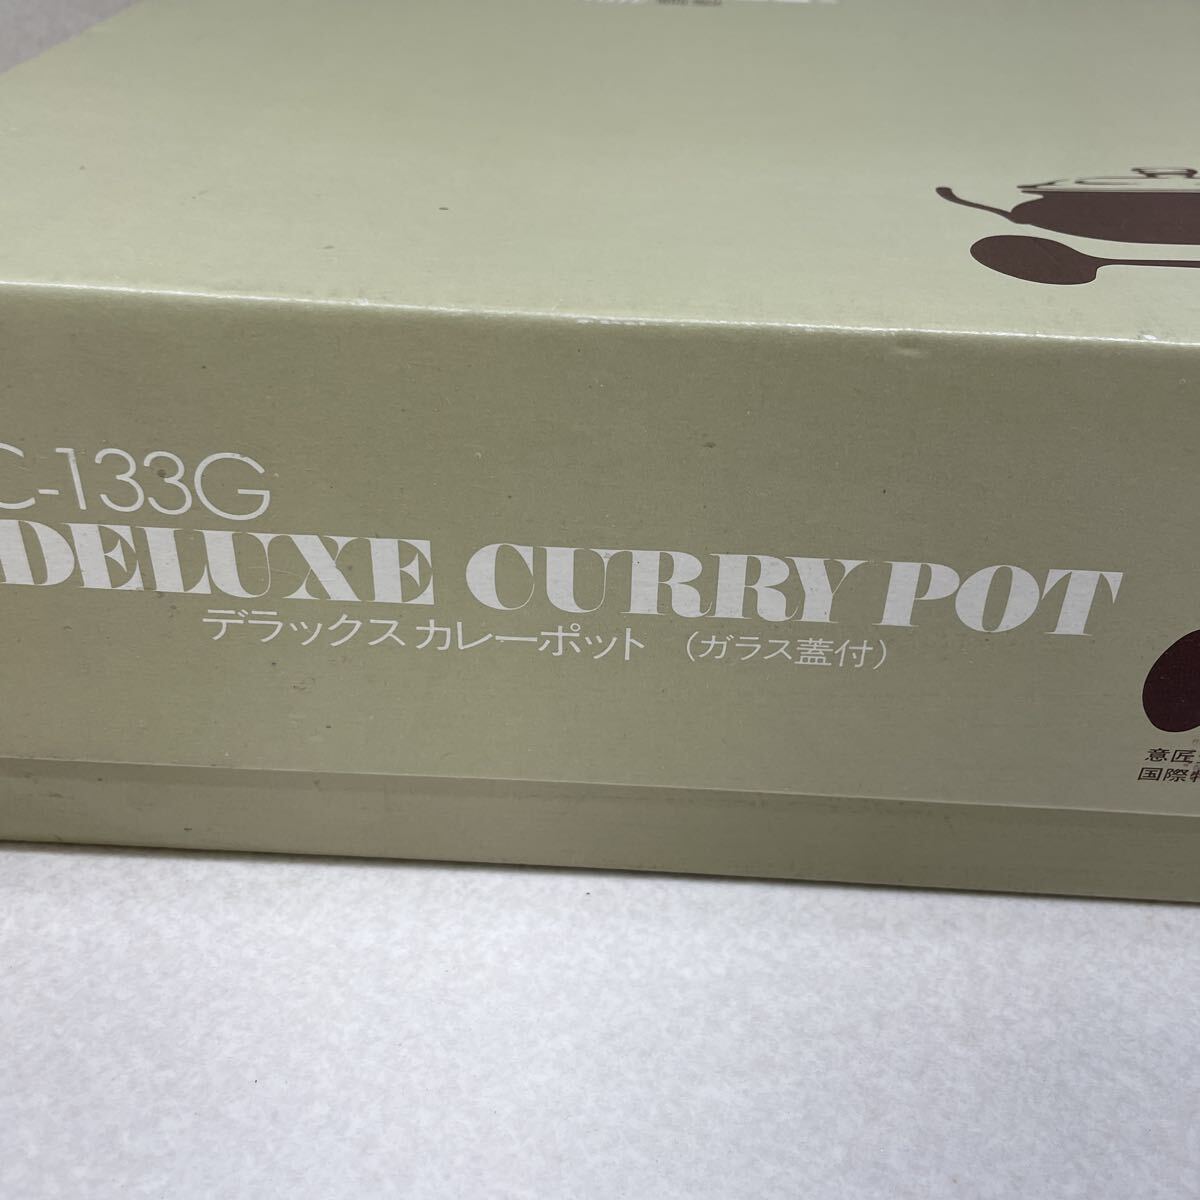 C-133G
DELUXE CURRY POT
デラックス カレーポット （ガラス蓋付）
意匠
国際特